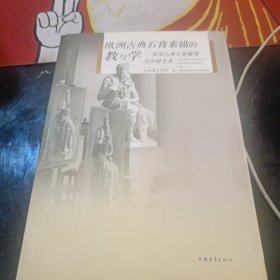 欧洲古典石膏素描的
教与学——欧洲古典石膏雕塑
与中国美术
中国青年出版社